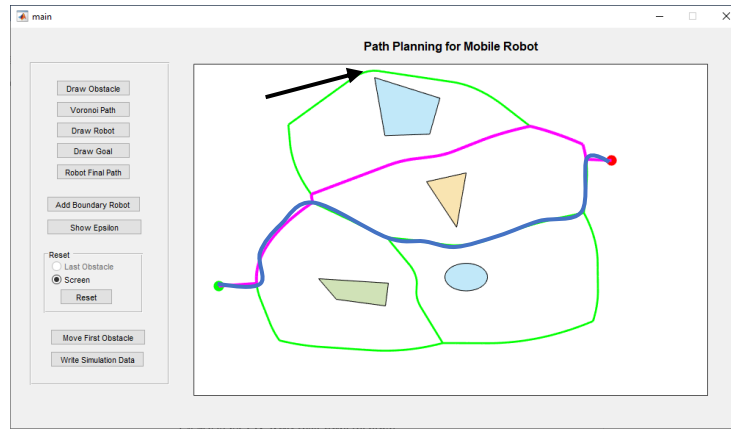 main
Path Planning for Mobile Robot
Draw Obstacle
Voronoi Path
Draw Robot
Draw Goal
Robot Final Path
Add Boundary Robot
Show Epsilon
Reset
Last Obstacle
Screen
Reset
Move First Obstacle
Write Simulation Data